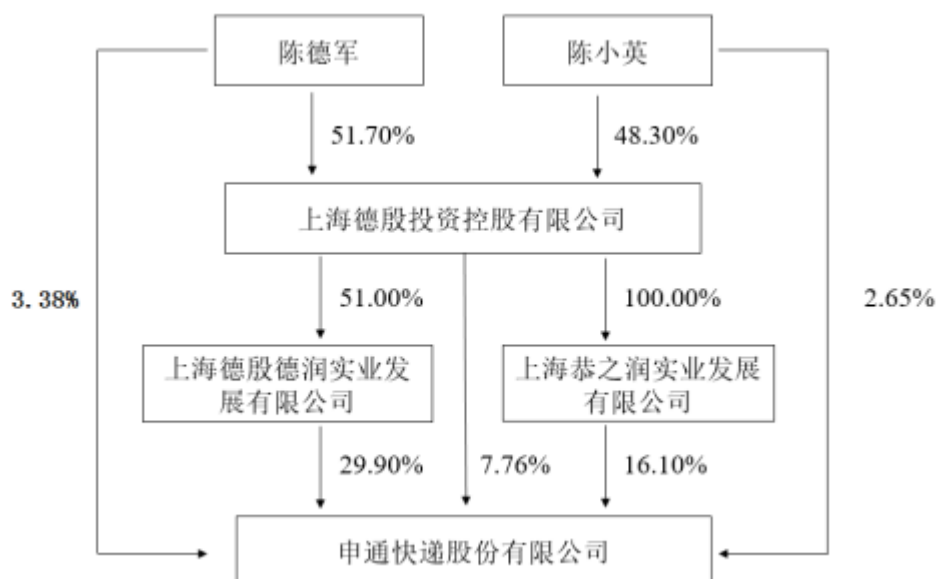 陈德军
陈小英
51.70%
48.30%
上海德殷投资控股有限公司
3.38%
51.00%
100.00%
2.65%
上海德殷德润实业发
展有限公司
上海恭之润实业发展
有限公司
29.90%
7.76%
16.10%
申通快递股份有限公司